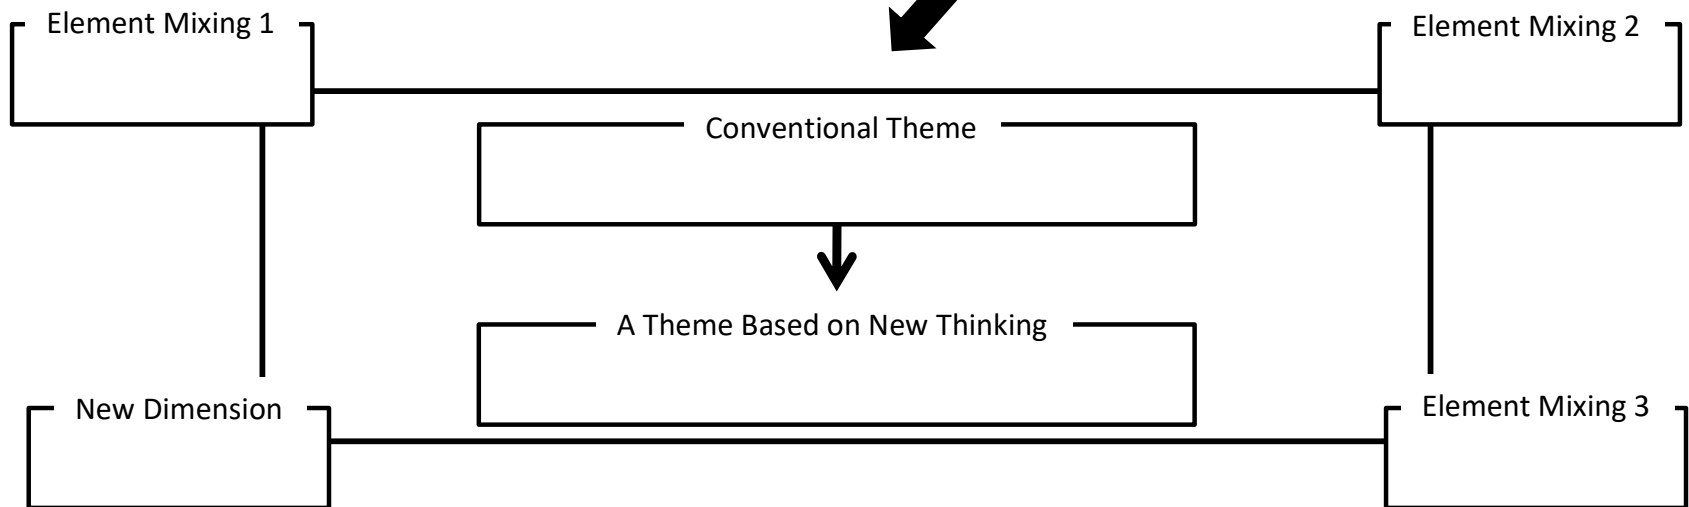 Element Mixing 1
Element Mixing 2
Conventional Theme
A Theme Based on New Thinking
New Dimension
Element Mixing 3